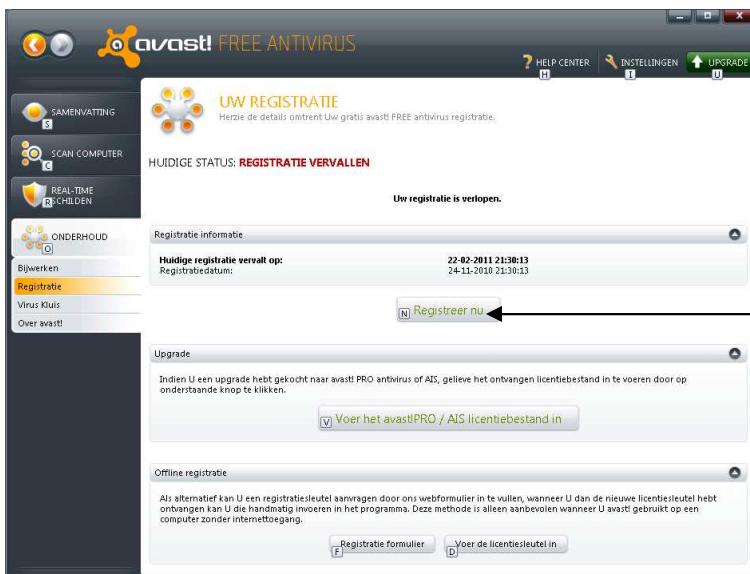 avast! FREE ANTIVIRUS
HELP CENTER
H
INSTELLINGEN
I
UPGRADE
U
SAMENVATTING
S
SCAN COMPUTER
C
REAL-TIME
SCHILDEN
R
ONDERHOUD
O
Bijwerken
Registratie
Virus Kluis
Over avast!
UW REGISTRATIE
Herzie de details omtrent Uw gratis avast! FREE antivirus registratie.
HUIDIGE STATUS: REGISTRATIE VERVALLEN
Uw registratie is verlopen.
Registratie informatie
Huidige registratie vervalt op: 22-02-2011 21:30:13
Registratiedatum: 24-11-2010 21:30:13
N Registreer nu
Upgrade
Indien U een upgrade hebt gekocht naar avast! PRO antivirus of AIS, gelieve het ontvangen licentiebestand in te voeren door op
onderstaande knop te klikken.
V Voer het avast!PRO / AIS licentiebestand in
Offline registratie
Als alternatief kan U een registratiesleutel aanvragen door ons webformulier in te vullen, wanneer U dan de nieuwe licentiesleutel hebt
ontvangen kan U die handmatig invoeren in het programma. Deze methode is alleen aanbevolen wanneer U avast! gebruikt op een
computer zonder internettoegang.
F Registratie formulier
D Voer de licentiesleutel in